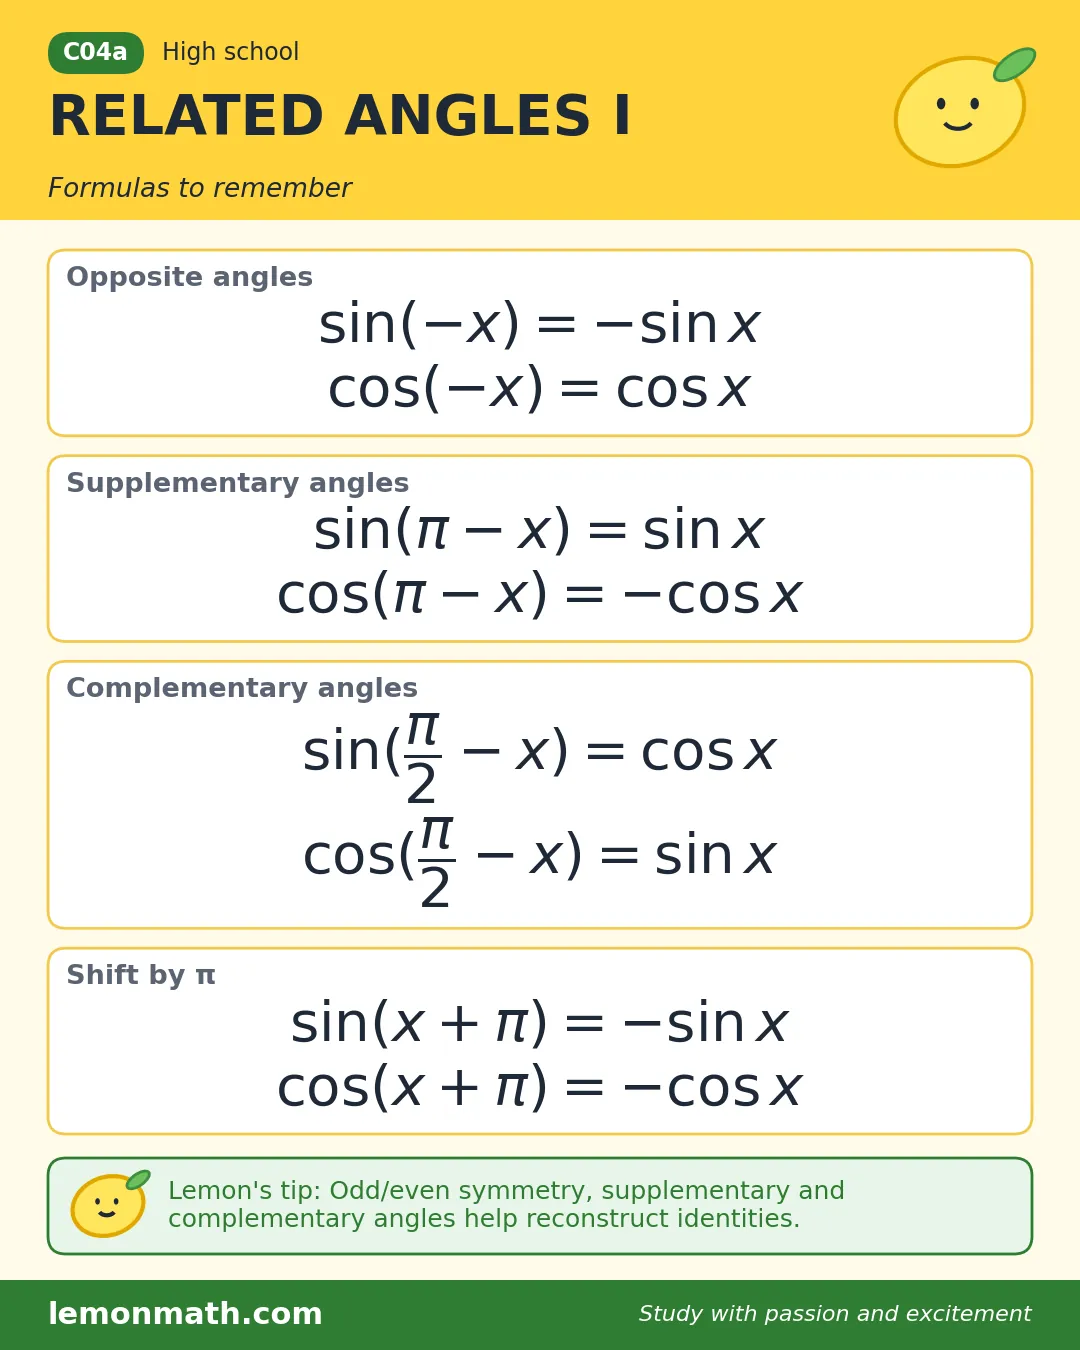 C04a High school
RELATED ANGLES I
Formulas to remember
Opposite angles
sin(−x) = −sin x
cos(−x) = cos x
Supplementary angles
sin(π − x) = sin x
cos(π − x) = −cos x
Complementary angles
sin(π/2 − x) = cos x
cos(π/2 − x) = sin x
Shift by π
sin(x + π) = −sin x
cos(x + π) = −cos x
Lemon's tip: Odd/even symmetry, supplementary and
complementary angles help reconstruct identities.
lemonmath.com
Study with passion and excitement